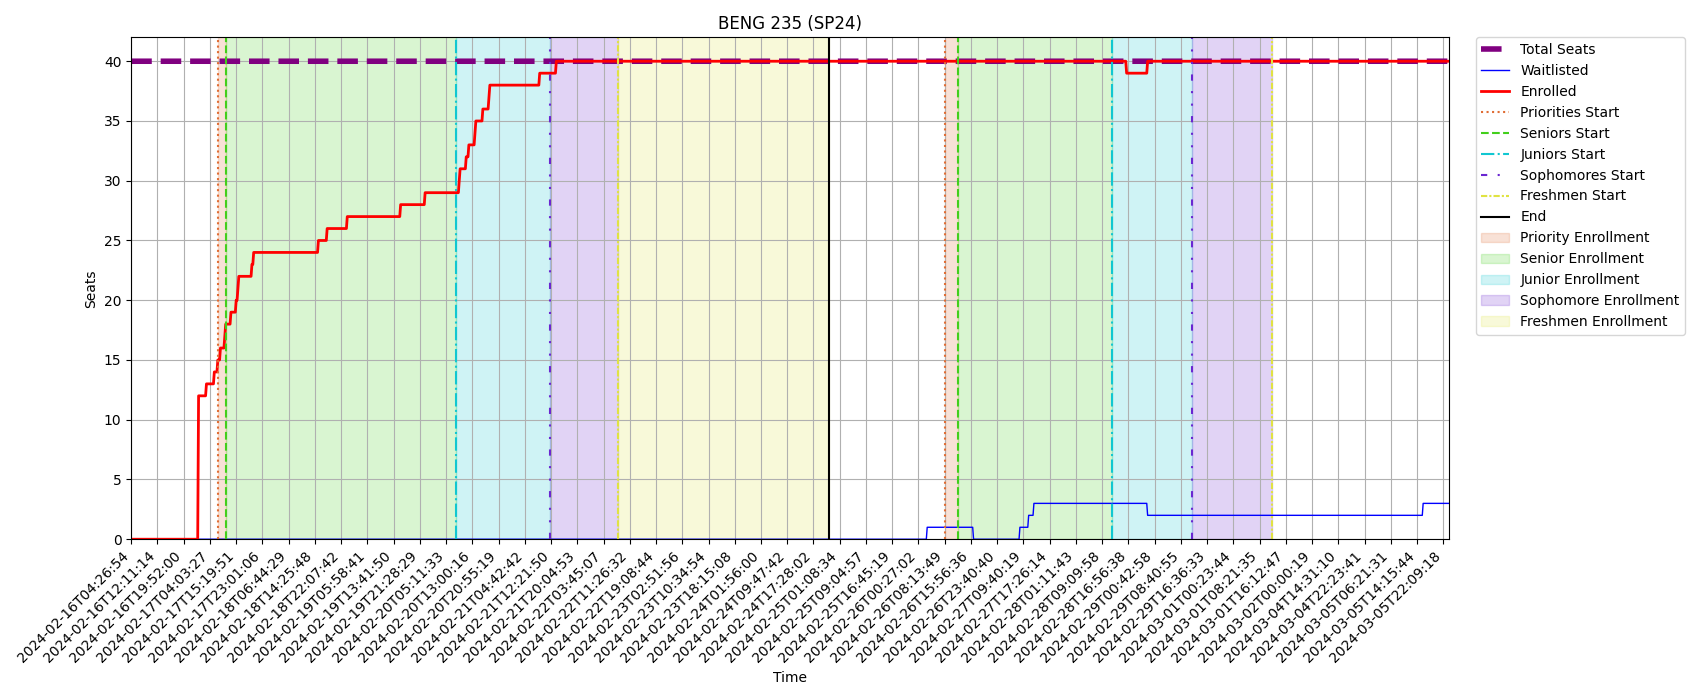 BENG 235 (SP24)
Seats
40
35
30
25
20
15
10
5
0
2024-02-16T04:26:54
2024-02-16T12:11:14
2024-02-16T19:52:00
2024-02-17T04:03:27
2024-02-17T15:19:51
2024-02-17T23:01:06
2024-02-18T06:44:29
2024-02-18T14:25:48
2024-02-18T22:07:42
2024-02-19T05:58:41
2024-02-19T13:41:50
2024-02-19T21:28:29
2024-02-20T05:11:33
2024-02-20T13:00:16
2024-02-20T20:55:19
2024-02-21T04:42:42
2024-02-21T12:21:50
2024-02-21T20:04:53
2024-02-22T03:45:07
2024-02-22T11:26:32
2024-02-22T19:08:44
2024-02-23T02:51:56
2024-02-23T10:34:54
2024-02-23T18:15:08
2024-02-24T01:56:00
2024-02-24T09:47:42
2024-02-24T17:28:02
2024-02-25T01:08:34
2024-02-25T09:04:57
2024-02-25T16:45:19
2024-02-26T00:27:02
2024-02-26T08:13:49
2024-02-26T15:56:36
2024-02-26T23:40:40
2024-02-27T09:40:19
2024-02-27T17:26:14
2024-02-28T01:11:43
2024-02-28T09:09:58
2024-02-28T16:56:38
2024-02-29T00:42:58
2024-02-29T08:40:55
2024-02-29T16:36:33
2024-03-01T00:23:44
2024-03-01T08:21:35
2024-03-01T16:12:47
2024-03-02T00:00:19
2024-03-04T14:31:10
2024-03-04T22:23:41
2024-03-05T06:21:31
2024-03-05T14:15:44
2024-03-05T22:09:18
Time
Total Seats
Waitlisted
Enrolled
Priorities Start
Seniors Start
Juniors Start
Sophomores Start
Freshmen Start
End
Priority Enrollment
Senior Enrollment
Junior Enrollment
Sophomore Enrollment
Freshmen Enrollment